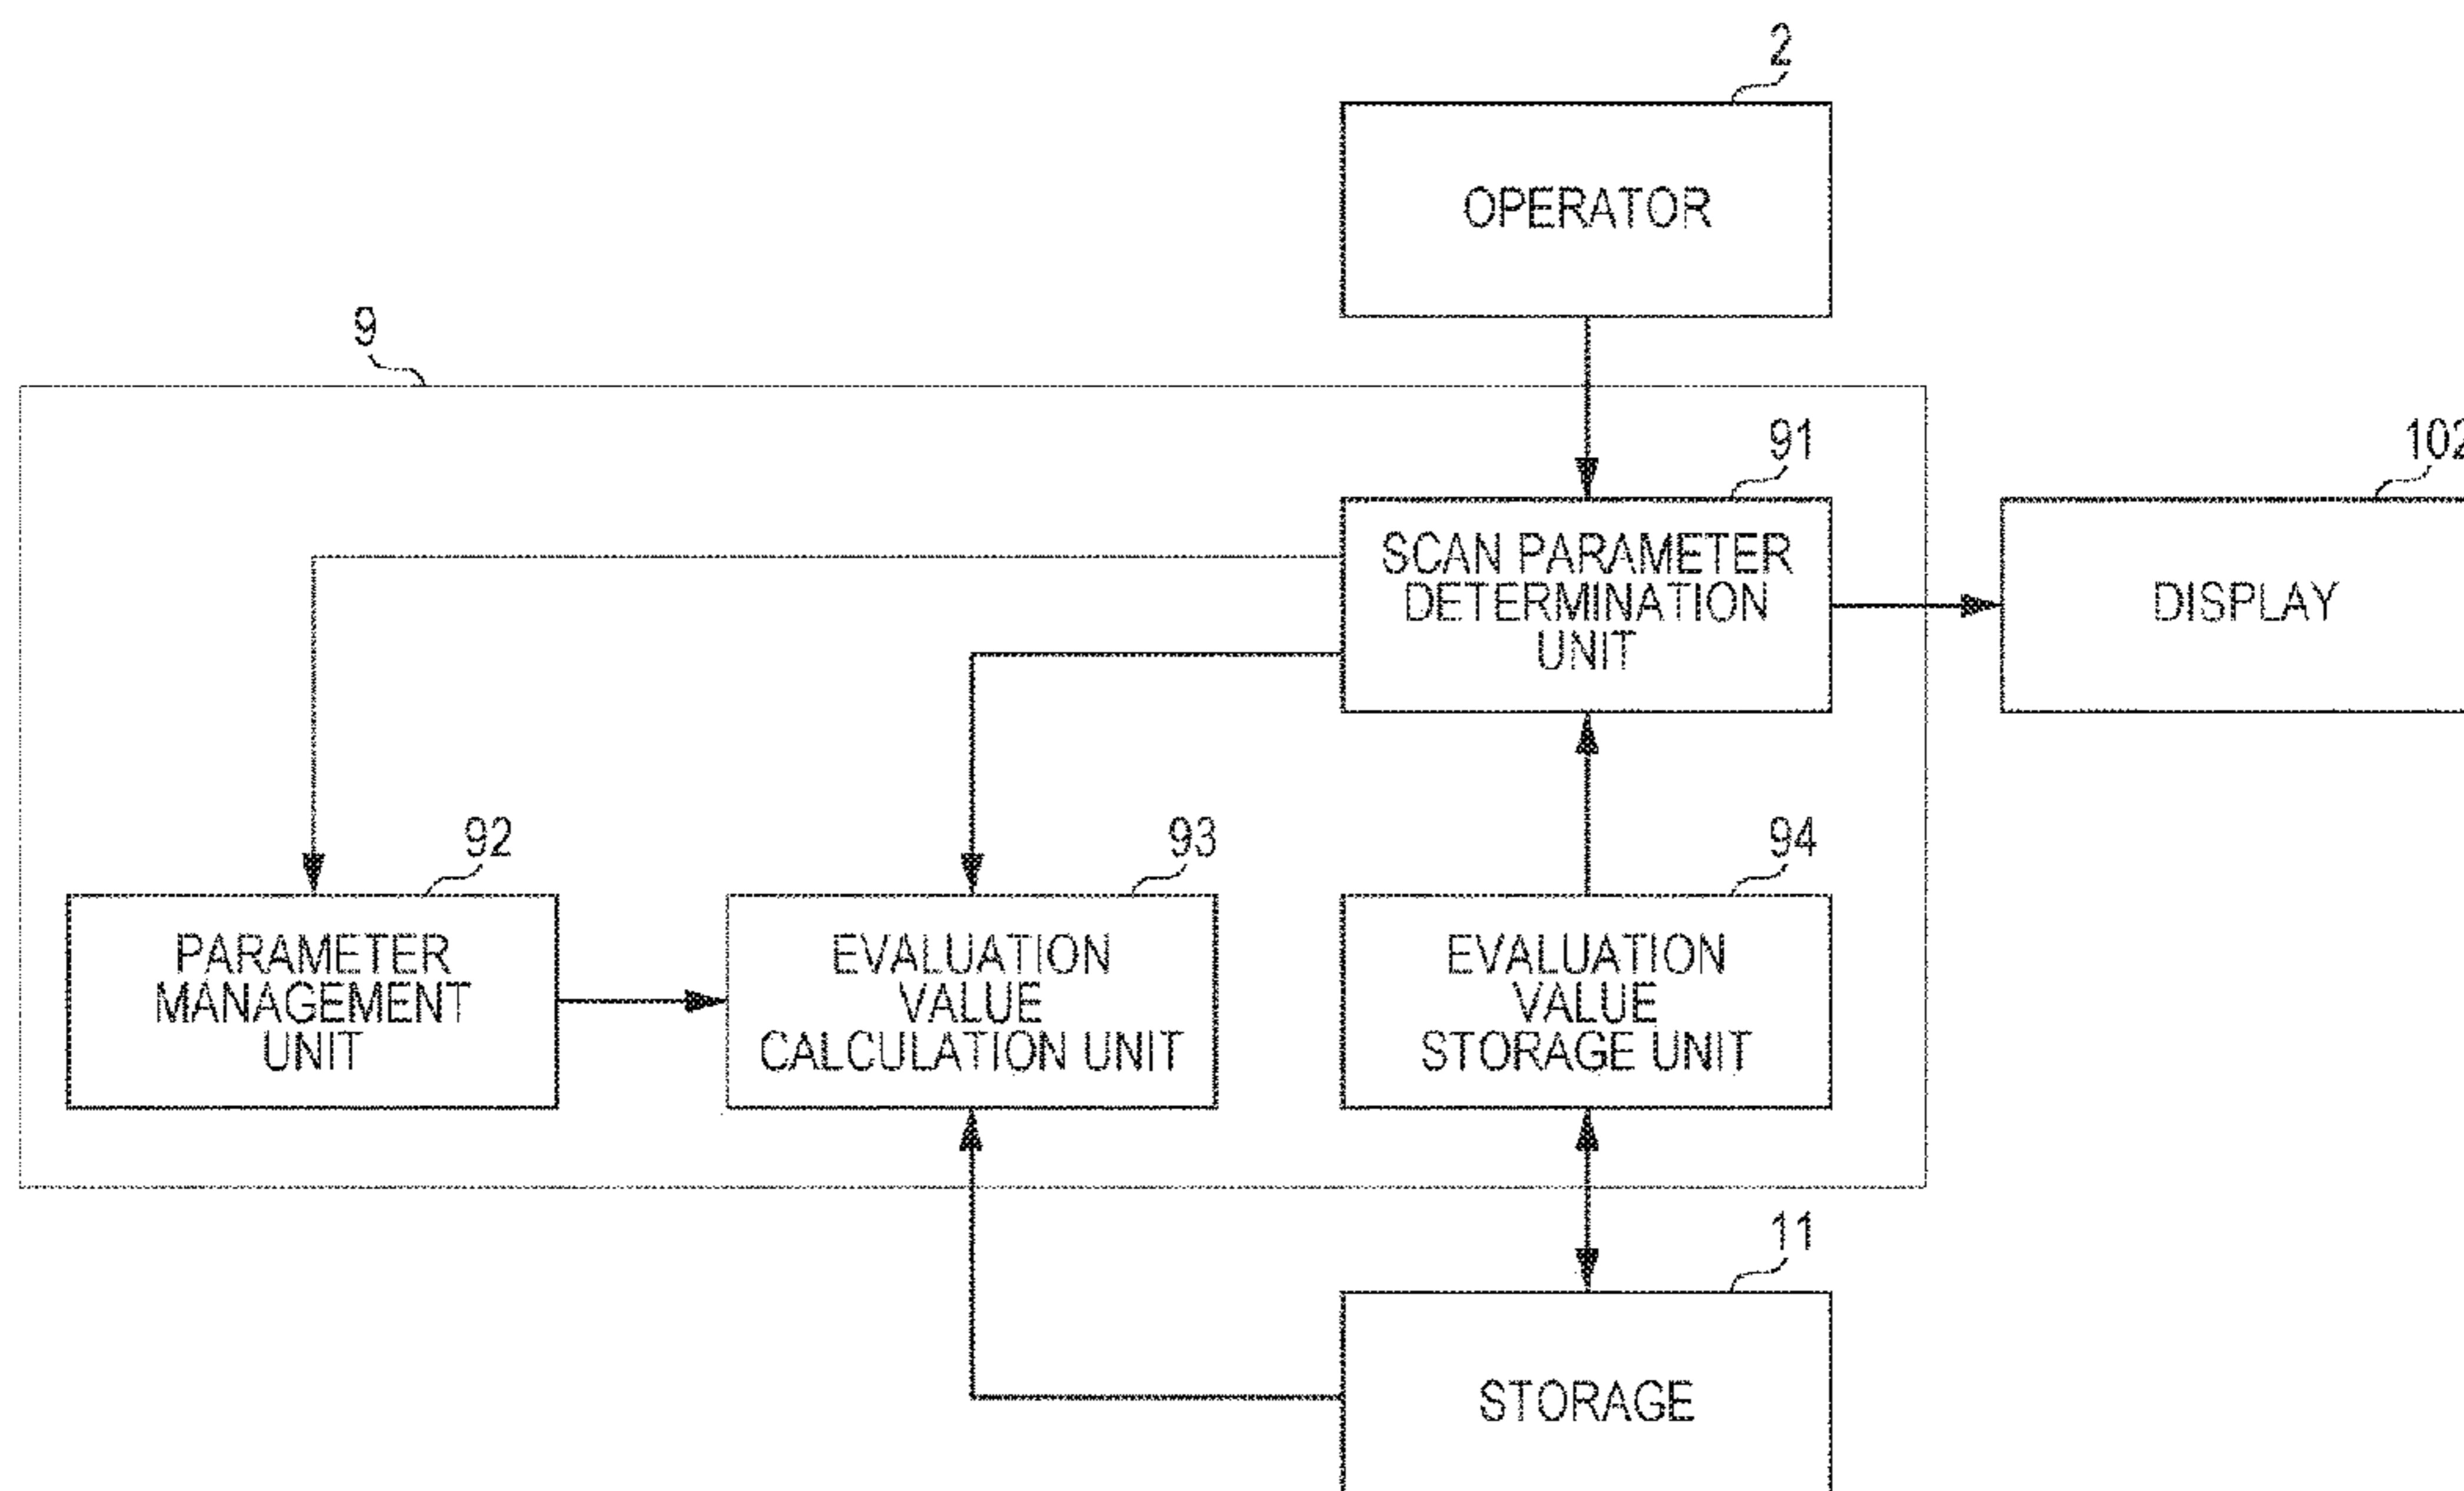 2
OPERATOR
9
91
102
SCAN PARAMETER
DETERMINATION
UNIT
DISPLAY
92
93
94
PARAMETER
MANAGEMENT
UNIT
EVALUATION
VALUE
CALCULATION UNIT
EVALUATION
VALUE
STORAGE UNIT
11
STORAGE